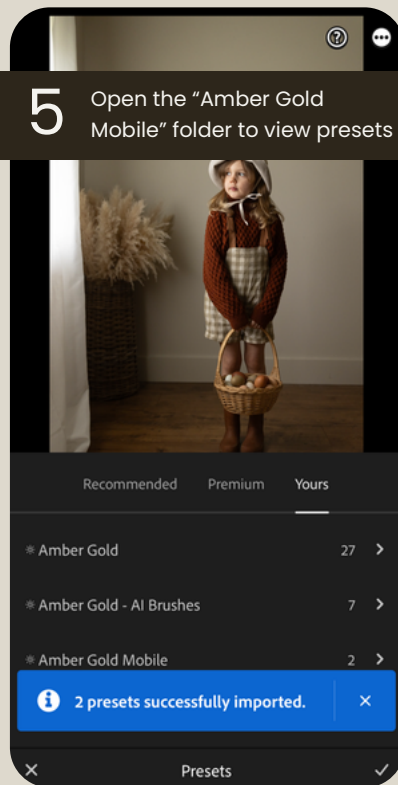 5
Open the “Amber Gold
Mobile” folder to view presets
Recommended Premium Yours
Amber Gold 27
Amber Gold - AI Brushes 7
Amber Gold Mobile 2
2 presets successfully imported.
Presets